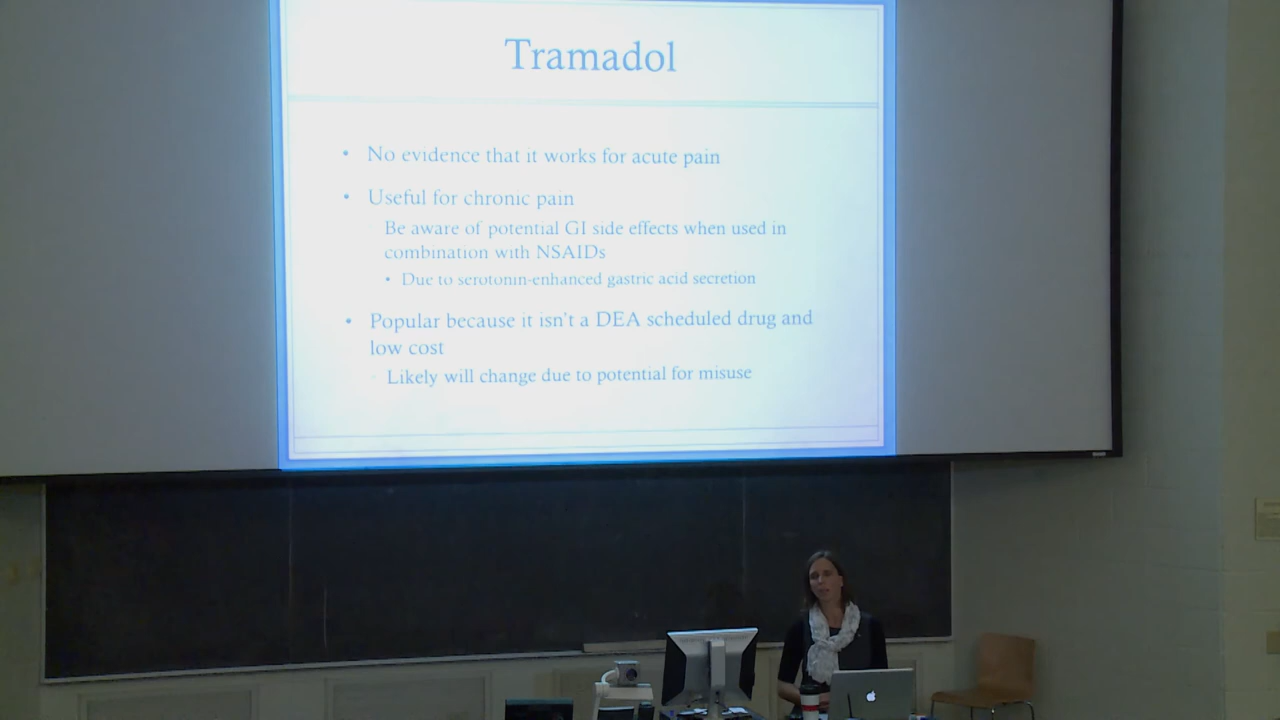 Tramadol
• No evidence that it works for acute pain
• Useful for chronic pain
Be aware of potential GI side effects when used in
combination with NSAIDs
• Due to serotonin-enhanced gastric acid secretion
• Popular because it isn't a DEA scheduled drug and
low cost
Likely will change due to potential for misuse